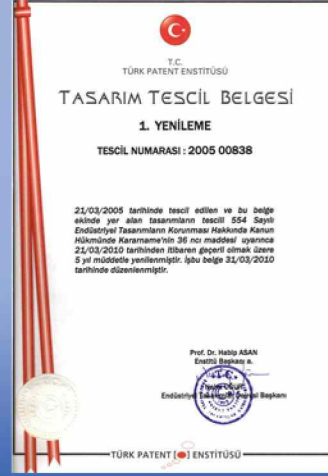 T.C.
TÜRK PATENT ENSTİTÜSÜ
TASARIM TESCİL BELGESİ
1. YENİLEME
TESCİL NUMARASI : 2005 00838
21/03/2005 tarihinde tescil edilen ve bu belge
ekinde yer alan tasarımların tescili 554 Sayılı
Endüstriyel Tasarımların Korunması Hakkında Kanun
Hükmünde Kararname'nin 36 ncı maddesi uyarınca
21/03/2010 tarihinden itibaren geçerli olmak üzere
5 yıl müddetle yenilenmiştir. İşbu belge 31/03/2010
tarihinde düzenlenmiştir.
Prof. Dr. Habip ASAN
Enstitü Başkanı a.
Endüstriyel Başkanı
TÜRK PATENT ENSTİTÜSÜ